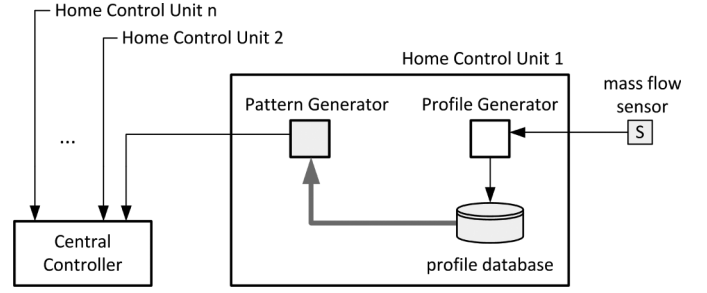 Home Control Unit n
Home Control Unit 2
Home Control Unit 1
mass flow
sensor
Pattern Generator
Profile Generator
S
...
Central
Controller
profile database